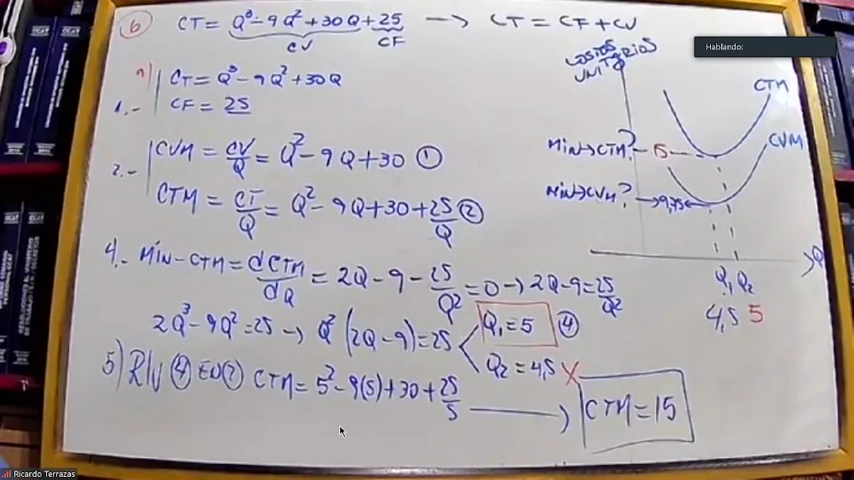 6) CT = Q³ - 9Q² + 30Q + 25 → CT = CF + CV
CV CF
Hablando:
COSTOS
UNITARIOS
a) CT = Q³ - 9Q² + 30Q
1.- CF = 25
CTM
CVM
2.- CVM = CV/Q = Q² - 9Q + 30 ①
MIN→CTM? 15
CTM = CT/Q = Q² - 9Q + 30 + 25/Q ②
MIN→CVM? → 9,75
4.- MIN-CTM = dCTM/dQ = 2Q - 9 - 25/Q² = 0 → 2Q - 9 = 25/Q²
Q
Q₁ Q₂
4,5 5
2Q³ - 9Q² = 25 → Q² (2Q - 9) = 25 < Q₁ = 5 ④
Q₂ = 4,5 X
5) R/V ④ EN ② CTM = 5² - 9(5) + 30 + 25/5 → CTM = 15
Ricardo Terrazas